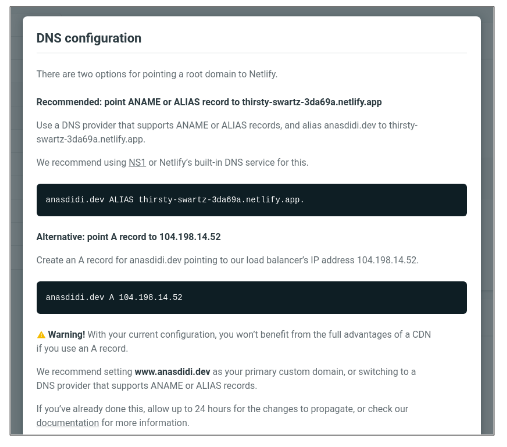 DNS configuration
There are two options for pointing a root domain to Netlify.
Recommended: point ANAME or ALIAS record to thirsty-swartz-3da69a.netlify.app
Use a DNS provider that supports ANAME or ALIAS records, and alias anasdidi.dev to thirsty-
swartz-3da69a.netlify.app.
We recommend using NS1 or Netlify's built-in DNS service for this.
anasdidi.dev ALIAS thirsty-swartz-3da69a.netlify.app.
Alternative: point A record to 104.198.14.52
Create an A record for anasdidi.dev pointing to our load balancer's IP address 104.198.14.52.
anasdidi.dev A 104.198.14.52
⚠ Warning! With your current configuration, you won't benefit from the full advantages of a CDN
if you use an A record.
We recommend setting www.anasdidi.dev as your primary custom domain, or switching to a
DNS provider that supports ANAME or ALIAS records.
If you've already done this, allow up to 24 hours for the changes to propagate, or check our
documentation for more information.